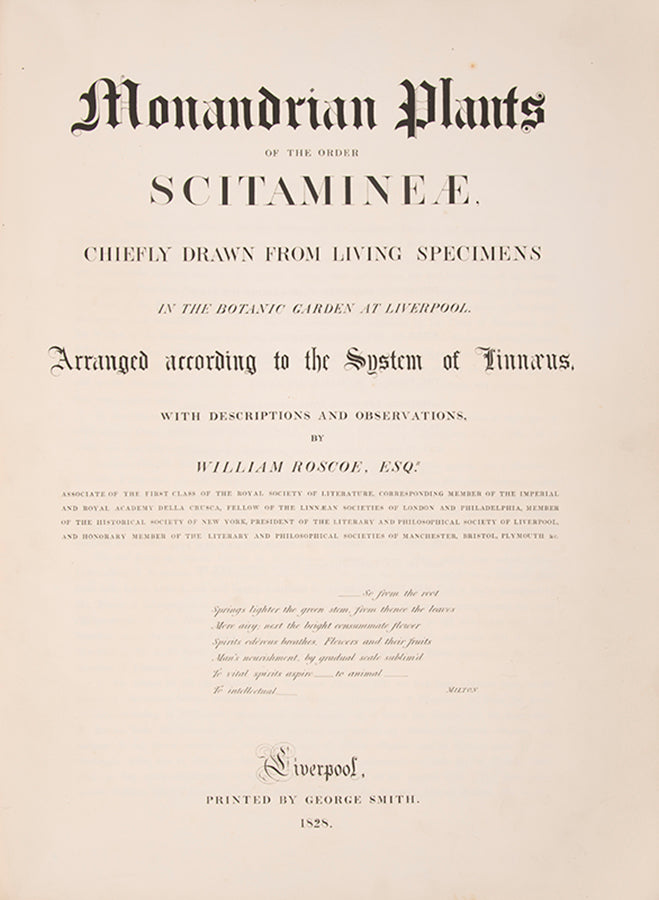 Monandrian Plants
OF THE ORDER
SCITAMINEÆ,
CHIEFLY DRAWN FROM LIVING SPECIMENS
IN THE BOTANIC GARDEN AT LIVERPOOL.
Arranged according to the System of Linnæus,
WITH DESCRIPTIONS AND OBSERVATIONS,
BY
WILLIAM ROSCOE, ESQr.
ASSOCIATE OF THE FIRST CLASS OF THE ROYAL SOCIETY OF LITERATURE, CORRESPONDING MEMBER OF THE IMPERIAL
AND ROYAL ACADEMY DELLA CRUSCA, FELLOW OF THE LINNÆAN SOCIETIES OF LONDON AND PHILADELPHIA, MEMBER
OF THE HISTORICAL SOCIETY OF NEW YORK, PRESIDENT OF THE LITERARY AND PHILOSOPHICAL SOCIETY OF LIVERPOOL,
AND HONORARY MEMBER OF THE LITERARY AND PHILOSOPHICAL SOCIETIES OF MANCHESTER, BRISTOL, PLYMOUTH &c.
——So from the root
Springs lighter the green stem, from thence the leaves
More airy; next the bright consummate flower
Spirits odórous breathes. Flowers and their fruits
Man's nourishment, by gradual scale sublim'd
To vital spirits aspire——to animal——
To intellectual—— MILTON
Liverpool,
PRINTED BY GEORGE SMITH.
1828.